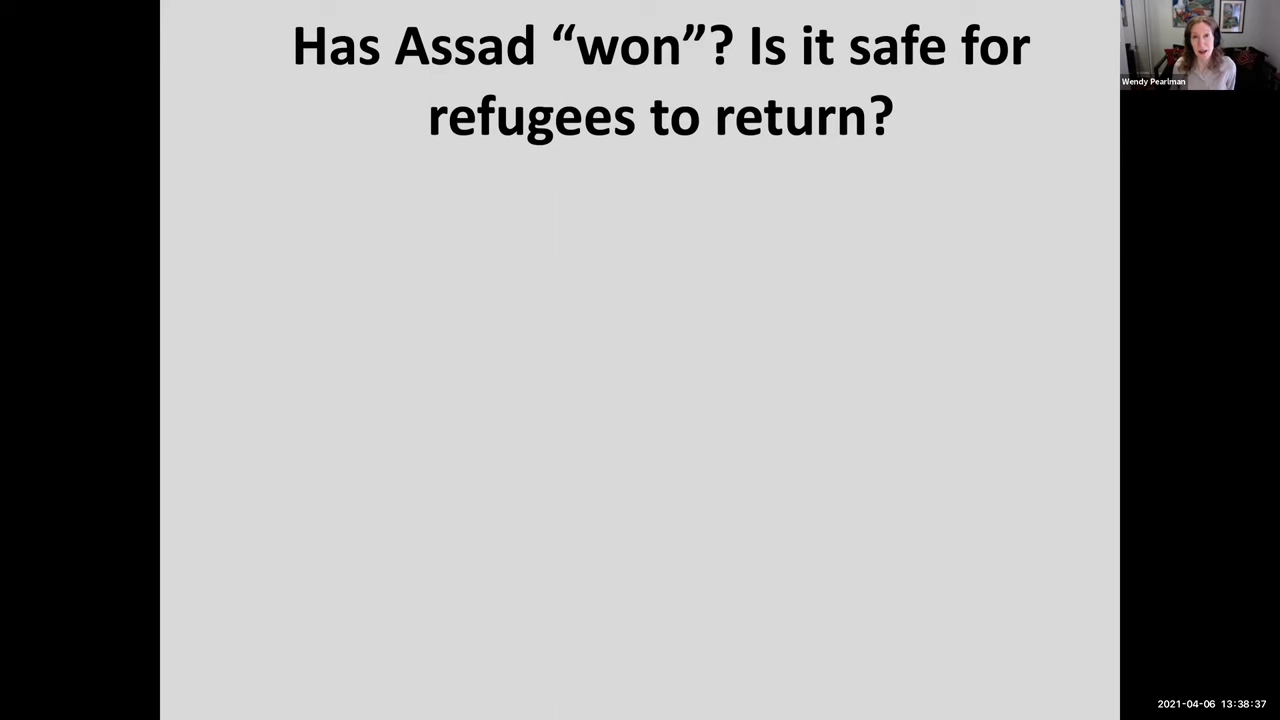 Has Assad “won”? Is it safe for
refugees to return?
Wendy Pearlman
2021-04-06 13:38:37